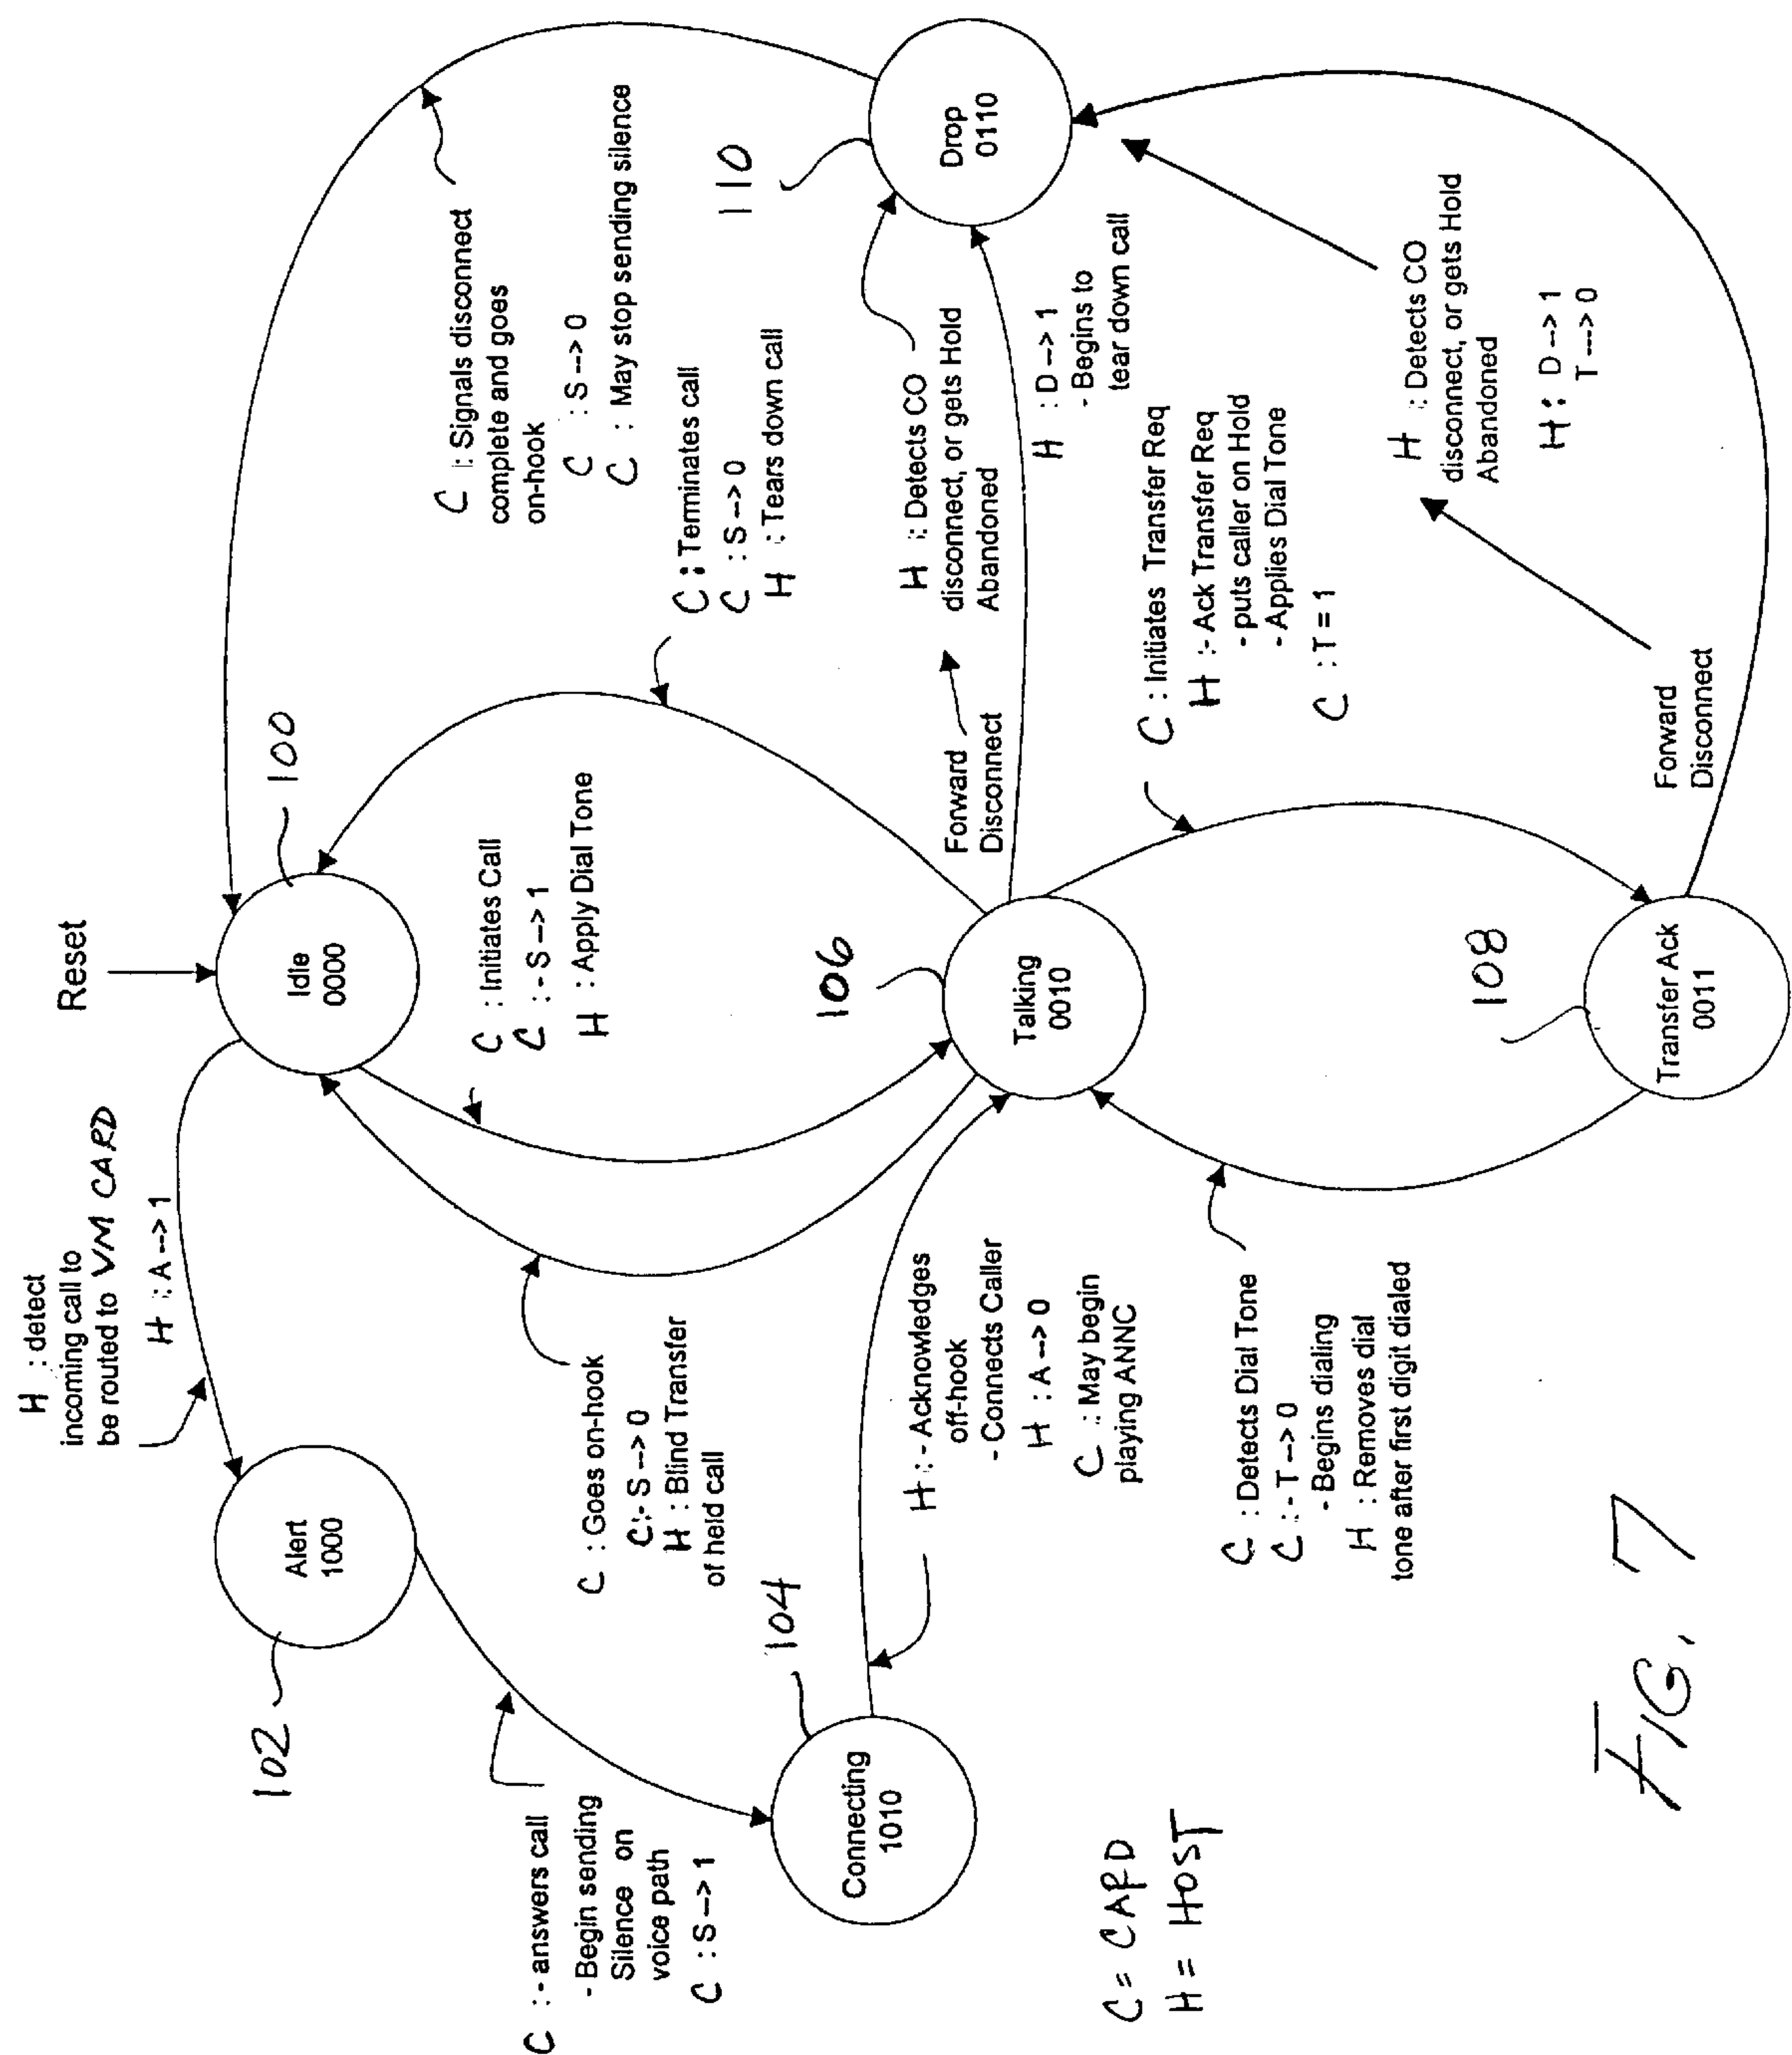 Reset
H : detect
incoming call to
be routed to VM CARD
H : A --> 1
Idle
0000
100
Alert
1000
102
C : Signals disconnect
complete and goes
on-hook
C : S --> 0
C : May stop sending silence
C : Initiates Call
C : - S --> 1
H : Apply Dial Tone
C : Terminates call
C : S --> 0
H : Tears down call
110
Drop
0110
C : - answers call
- Begin sending
Silence on
voice path
C : S --> 1
C : Goes on-hook
C : - S --> 0
H : Blind Transfer
of held call
104
Connecting
1010
106
Talking
0010
Forward
Disconnect
H : Detects CO
disconnect, or gets Hold
Abandoned
H : D --> 1
- Begins to
tear down call
H : - Acknowledges
off-hook
- Connects Caller
H : A --> 0
C : May begin
playing ANNC
C : Initiates Transfer Req
H : - Ack Transfer Req
- puts caller on Hold
- Applies Dial Tone
C : T = 1
C : Detects Dial Tone
C : - T --> 0
- Begins dialing
H : Removes dial
tone after first digit dialed
108
Transfer Ack
0011
Forward
Disconnect
H : Detects CO
disconnect, or gets Hold
Abandoned
H : D --> 1
T ---> 0
C = CARD
H = HOST
FIG. 7